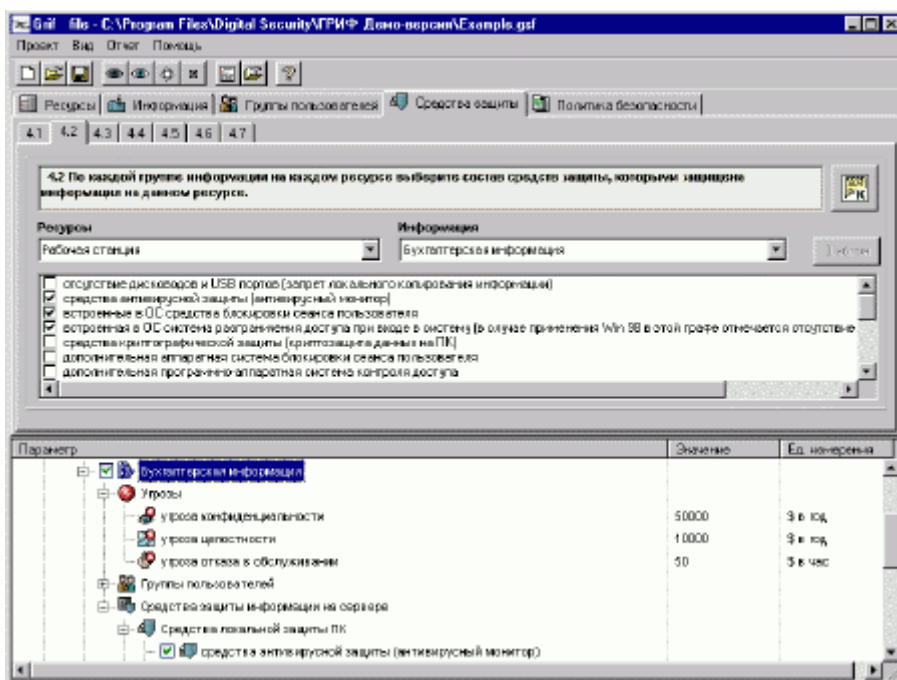 Grif file - C:\Program Files\Digital Security\ГРИФ Демо-версия\Example.gsf
Проект Вид Отчет Помощь
Ресурсы Информация Группы пользователей Средства защиты Политика безопасности
4.1 4.2 4.3 4.4 4.5 4.6 4.7
4.2 По каждой группе информации на каждом ресурсе выберите состав средств защиты, которыми защищена
информация на данном ресурсе.
Ресурсы Информация
Рабочая станция Бухгалтерская информация
отсутствие дисководов и USB портов (запрет локального копирования информации)
средства антивирусной защиты (антивирусный монитор)
встроенные в ОС средства блокировки сеанса пользователя
встроенная в ОС система разграничения доступа при входе в систему (в случае применения Win 98 в этой графе отмечается отсутствие
средства криптографической защиты (криптозащита данных на ПК)
дополнительная аппаратная система блокировки сеанса пользователя
дополнительная программно-аппаратная система контроля доступа
Параметр Значение Ед. измерения
Бухгалтерская информация
Угрозы
угроза конфиденциальности 50000 $ в год
угроза целостности 10000 $ в год
угроза отказа в обслуживании 50 $ в час
Группы пользователей
Средства защиты информации на сервере
Средства локальной защиты ПК
средства антивирусной защиты (антивирусный монитор)